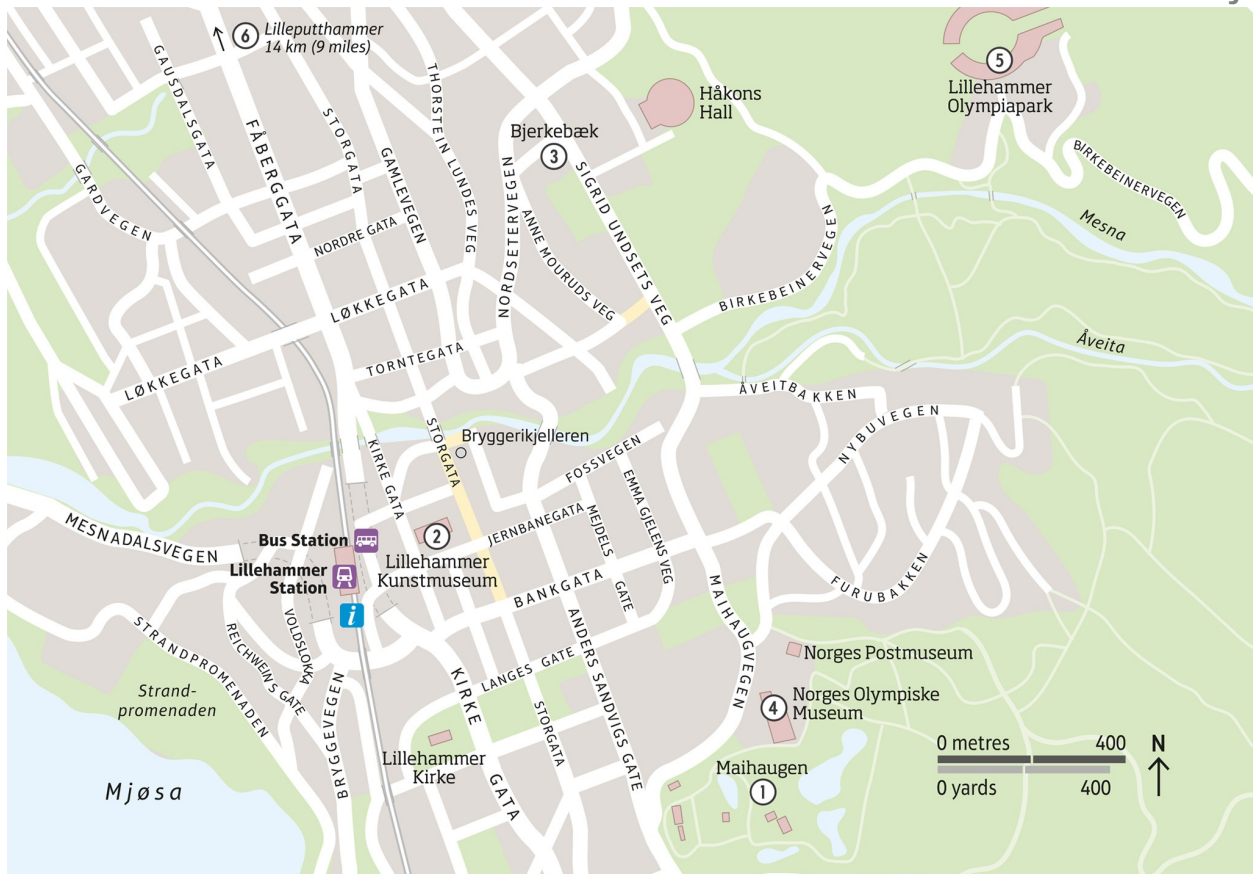 6
Lilleputthammer
14 km (9 miles)
GAUSDALSGATA
FÅBERGGATA
STORGATA
GAMLEVEGEN
THORSTEIN LUNDES VEG
Håkons
Hall
5
Lillehammer
Olympiapark
Bjerkebæk
3
GARDVEGEN
NORDRE GATA
NORDSETERVEGEN
ANNE MOURUDS VEG
SIGRID UNDSETS VEG
BIRKEBEINERVEGEN
BIRKEBEINERVEGEN
Mesna
LØKKEGATA
LØKKEGATA
TORNTEGATA
Åveita
ÅVEITBAKKEN
NYBUVEGEN
STORGATA
Bryggerikjelleren
KIRKE GATA
FOSSVEGEN
EMMA GJELENS VEG
JERNBANEGATA
MEJDELS
GATE
MESNADALSVEGEN
Bus Station
2
Lillehammer
Kunstmuseum
Lillehammer
Station
i
BANKGATA
FURUBAKKEN
MAIHAUGVEGEN
STRANDPROMENADEN
REICHWEINS GATE
VOLDSLOKKA
ANDERS SANDVIGS GATE
LANGES GATE
KIRKE
GATA
STORGATA
BRYGGEVEGEN
Norges Postmuseum
4
Norges Olympiske
Museum
Strand-
promenaden
Lillehammer
Kirke
Maihaugen
1
Mjøsa
0 metres 400
0 yards 400
N